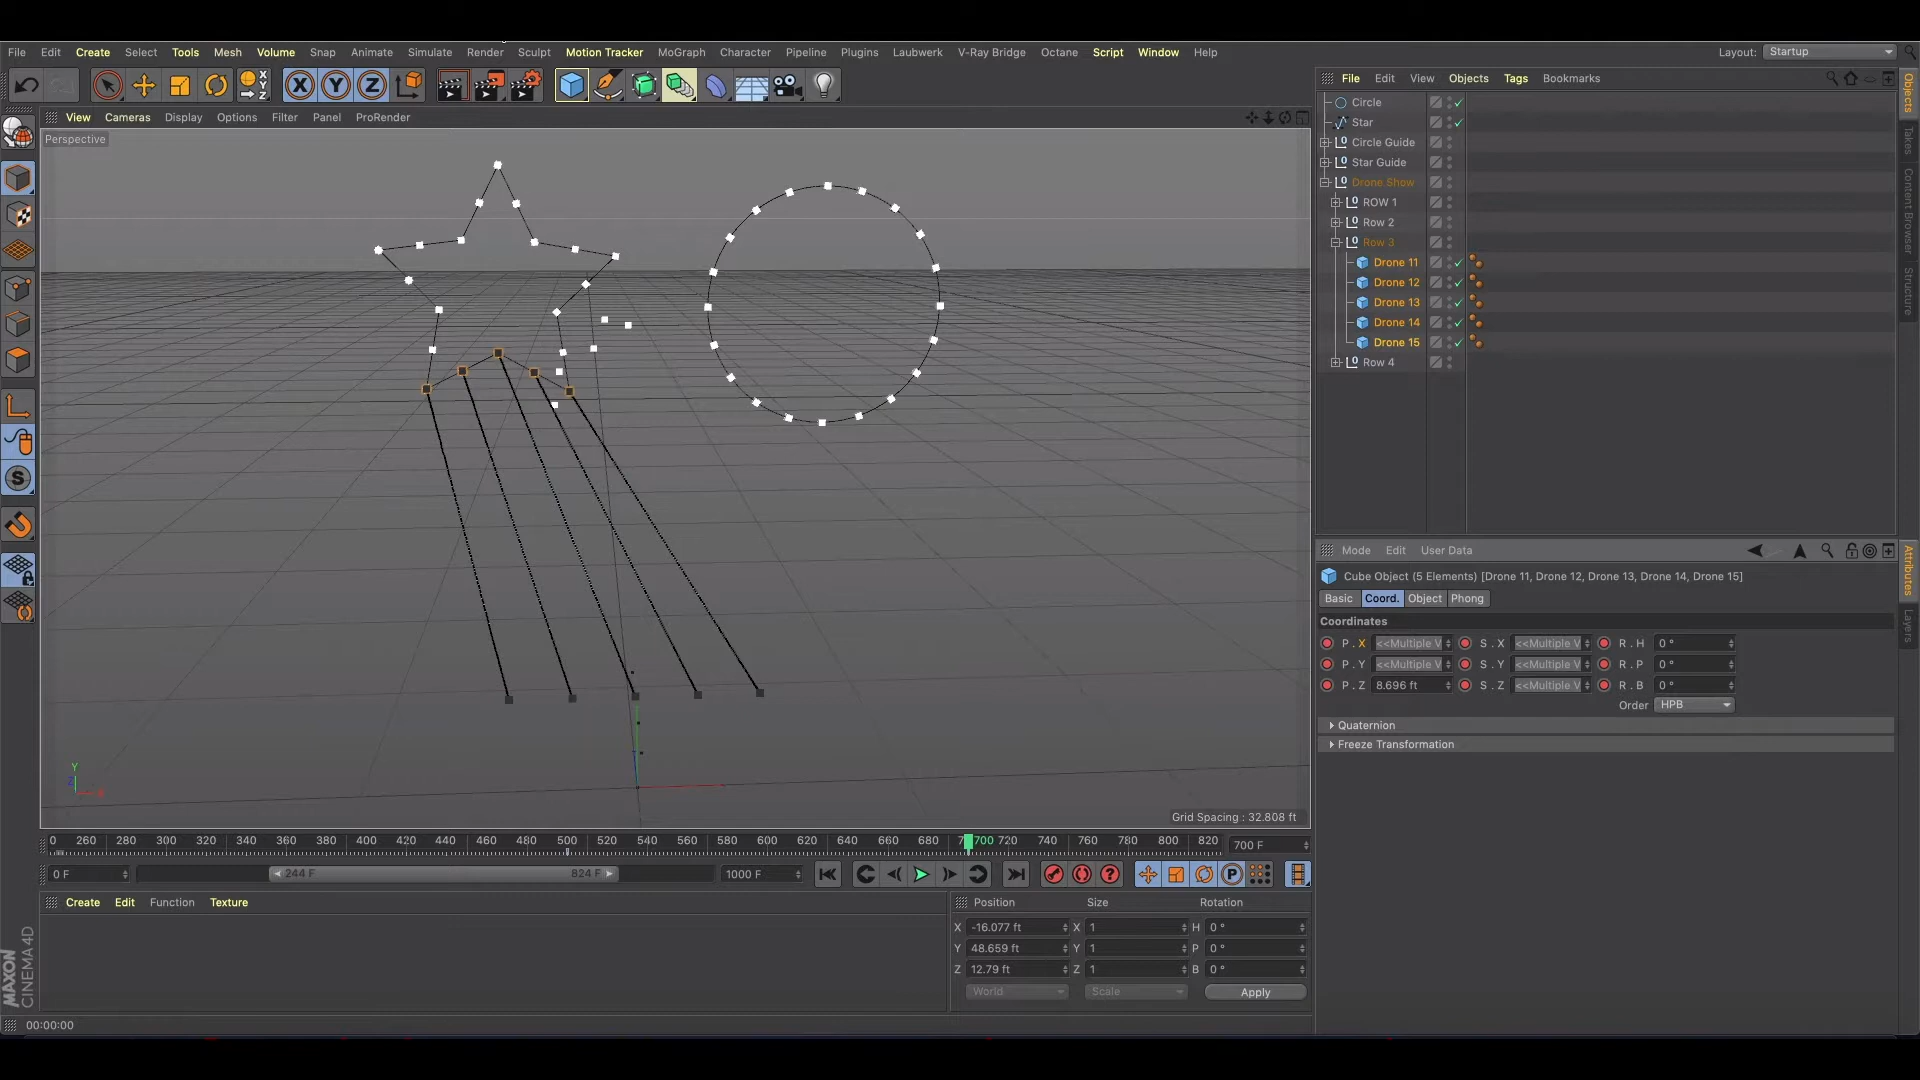 File Edit Create Select Tools Mesh Volume Snap Animate Simulate Render Sculpt Motion Tracker MoGraph Character Pipeline Plugins Laubwerk V-Ray Bridge Octane Script Window Help Layout: Startup
X Y Z
File Edit View Objects Tags Bookmarks
View Cameras Display Options Filter Panel ProRender
Perspective
Circle
Star
Circle Guide
Star Guide
Drone Show
ROW 1
Row 2
Row 3
Drone 11
Drone 12
Drone 13
Drone 14
Drone 15
Row 4
Objects
Takes
Content Browser
Structure
Mode Edit User Data
Cube Object (5 Elements) [Drone 11, Drone 12, Drone 13, Drone 14, Drone 15]
Basic Coord. Object Phong
Coordinates
P . X <<Multiple V S . X <<Multiple V R . H 0 °
P . Y <<Multiple V S . Y <<Multiple V R . P 0 °
P . Z 8.696 ft S . Z <<Multiple V R . B 0 °
Order HPB
Quaternion
Freeze Transformation
Attributes
Layers
Y
Z X
Grid Spacing : 32.808 ft
0 260 280 300 320 340 360 380 400 420 440 460 480 500 520 540 560 580 600 620 640 660 680 700 720 740 760 780 800 820 700 F
0 F 244 F 824 F 1000 F
Create Edit Function Texture
Position Size Rotation
X -16.077 ft X 1 H 0 °
Y 48.659 ft Y 1 P 0 °
Z 12.79 ft Z 1 B 0 °
World Scale Apply
MAXON
CINEMA4D
00:00:00